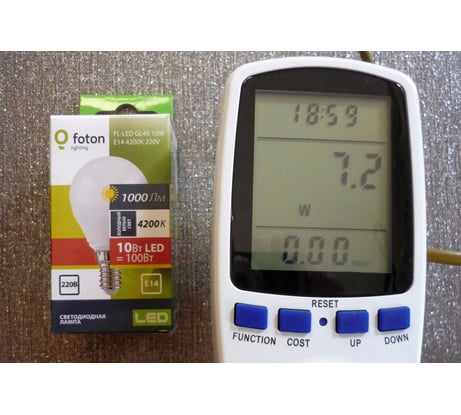 foton
lighting
FL-LED GL45 10W
E14 4200K 220V
1000 Лм
4200 K
10Вт LED
= 100Вт
220В
E14
СВЕТОДИОДНАЯ
ЛАМПА
LED
18:59
7.2
W
0.00
RESET
FUNCTION
COST
UP
DOWN